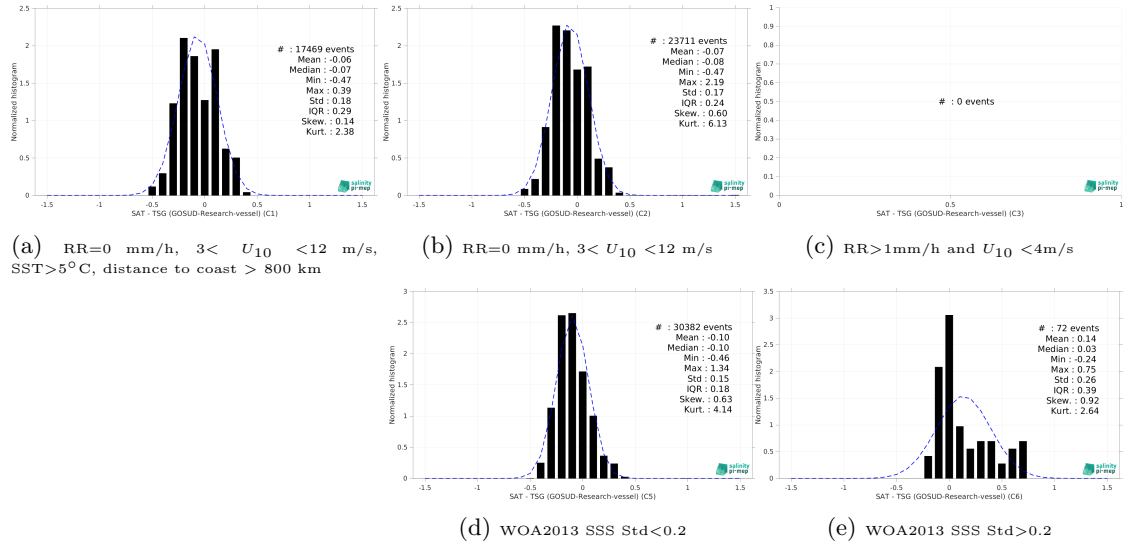 Normalized histogram
2.5
2
1.5
1
0.5
0
# : 17469 events
Mean : -0.06
Median : -0.07
Min : -0.47
Max : 0.39
Std : 0.18
IQR : 0.29
Skew. : 0.14
Kurt. : 2.38
salinity
pi-mep
-1.5 -1 -0.5 0 0.5 1 1.5
SAT - TSG (GOSUD-Research-vessel) (C1)
(a) RR=0 mm/h, 3< U10 <12 m/s,
SST>5°C, distance to coast > 800 km
Normalized histogram
2.5
2
1.5
1
0.5
0
# : 23711 events
Mean : -0.07
Median : -0.08
Min : -0.47
Max : 2.19
Std : 0.17
IQR : 0.24
Skew. : 0.60
Kurt. : 6.13
salinity
pi-mep
-1.5 -1 -0.5 0 0.5 1 1.5
SAT - TSG (GOSUD-Research-vessel) (C2)
(b) RR=0 mm/h, 3< U10 <12 m/s
Normalized histogram
1
0.9
0.8
0.7
0.6
0.5
0.4
0.3
0.2
0.1
0
# : 0 events
salinity
pi-mep
0 0.5 1
SAT - TSG (GOSUD-Research-vessel) (C3)
(c) RR>1mm/h and U10 <4m/s
Normalized histogram
3
2.5
2
1.5
1
0.5
0
# : 30382 events
Mean : -0.10
Median : -0.10
Min : -0.46
Max : 1.34
Std : 0.15
IQR : 0.18
Skew. : 0.63
Kurt. : 4.14
salinity
pi-mep
-1.5 -1 -0.5 0 0.5 1 1.5
SAT - TSG (GOSUD-Research-vessel) (C5)
(d) WOA2013 SSS Std<0.2
Normalized histogram
3.5
3
2.5
2
1.5
1
0.5
0
# : 72 events
Mean : 0.14
Median : 0.03
Min : -0.24
Max : 0.75
Std : 0.26
IQR : 0.39
Skew. : 0.92
Kurt. : 2.64
salinity
pi-mep
-1.5 -1 -0.5 0 0.5 1 1.5
SAT - TSG (GOSUD-Research-vessel) (C6)
(e) WOA2013 SSS Std>0.2